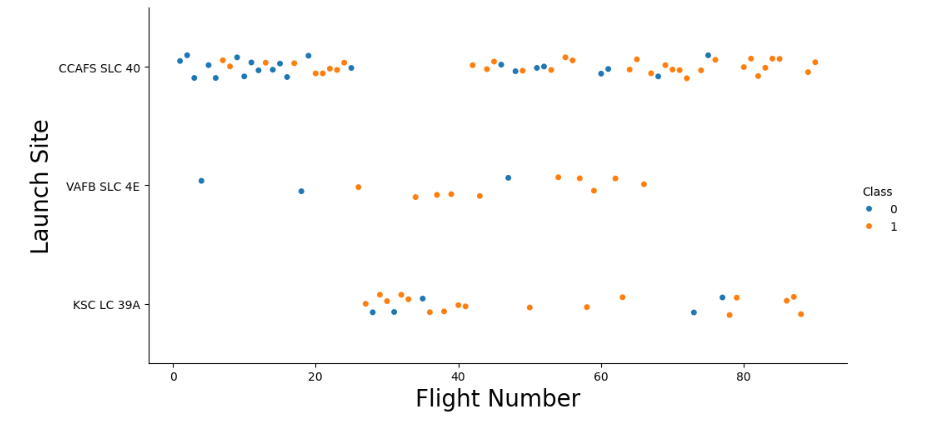 Launch Site
CCAFS SLC 40
VAFB SLC 4E
KSC LC 39A
0 20 40 60 80
Flight Number
Class
0
1